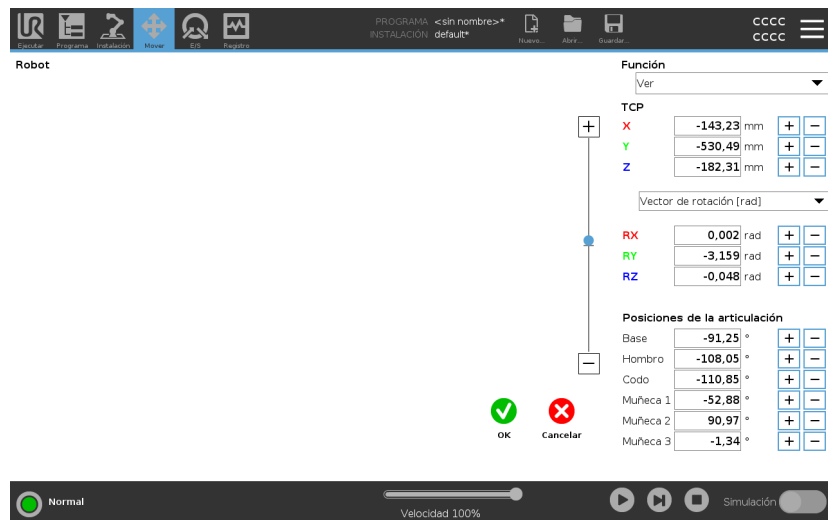 PROGRAMA <sin nombre>*
INSTALACIÓN default*
cccc
cccc
Ejecutar Programa Instalación Mover E/S Registro Nuevo... Abrir... Guardar...
Robot
Función
Ver
TCP
X -143,23 mm + −
Y -530,49 mm + −
Z -182,31 mm + −
Vector de rotación [rad]
RX 0,002 rad + −
RY -3,159 rad + −
RZ -0,048 rad + −
Posiciones de la articulación
Base -91,25 ° + −
Hombro -108,05 ° + −
Codo -110,85 ° + −
Muñeca 1 -52,88 ° + −
Muñeca 2 90,97 ° + −
Muñeca 3 -1,34 ° + −
OK Cancelar
Normal
Velocidad 100%
Simulación